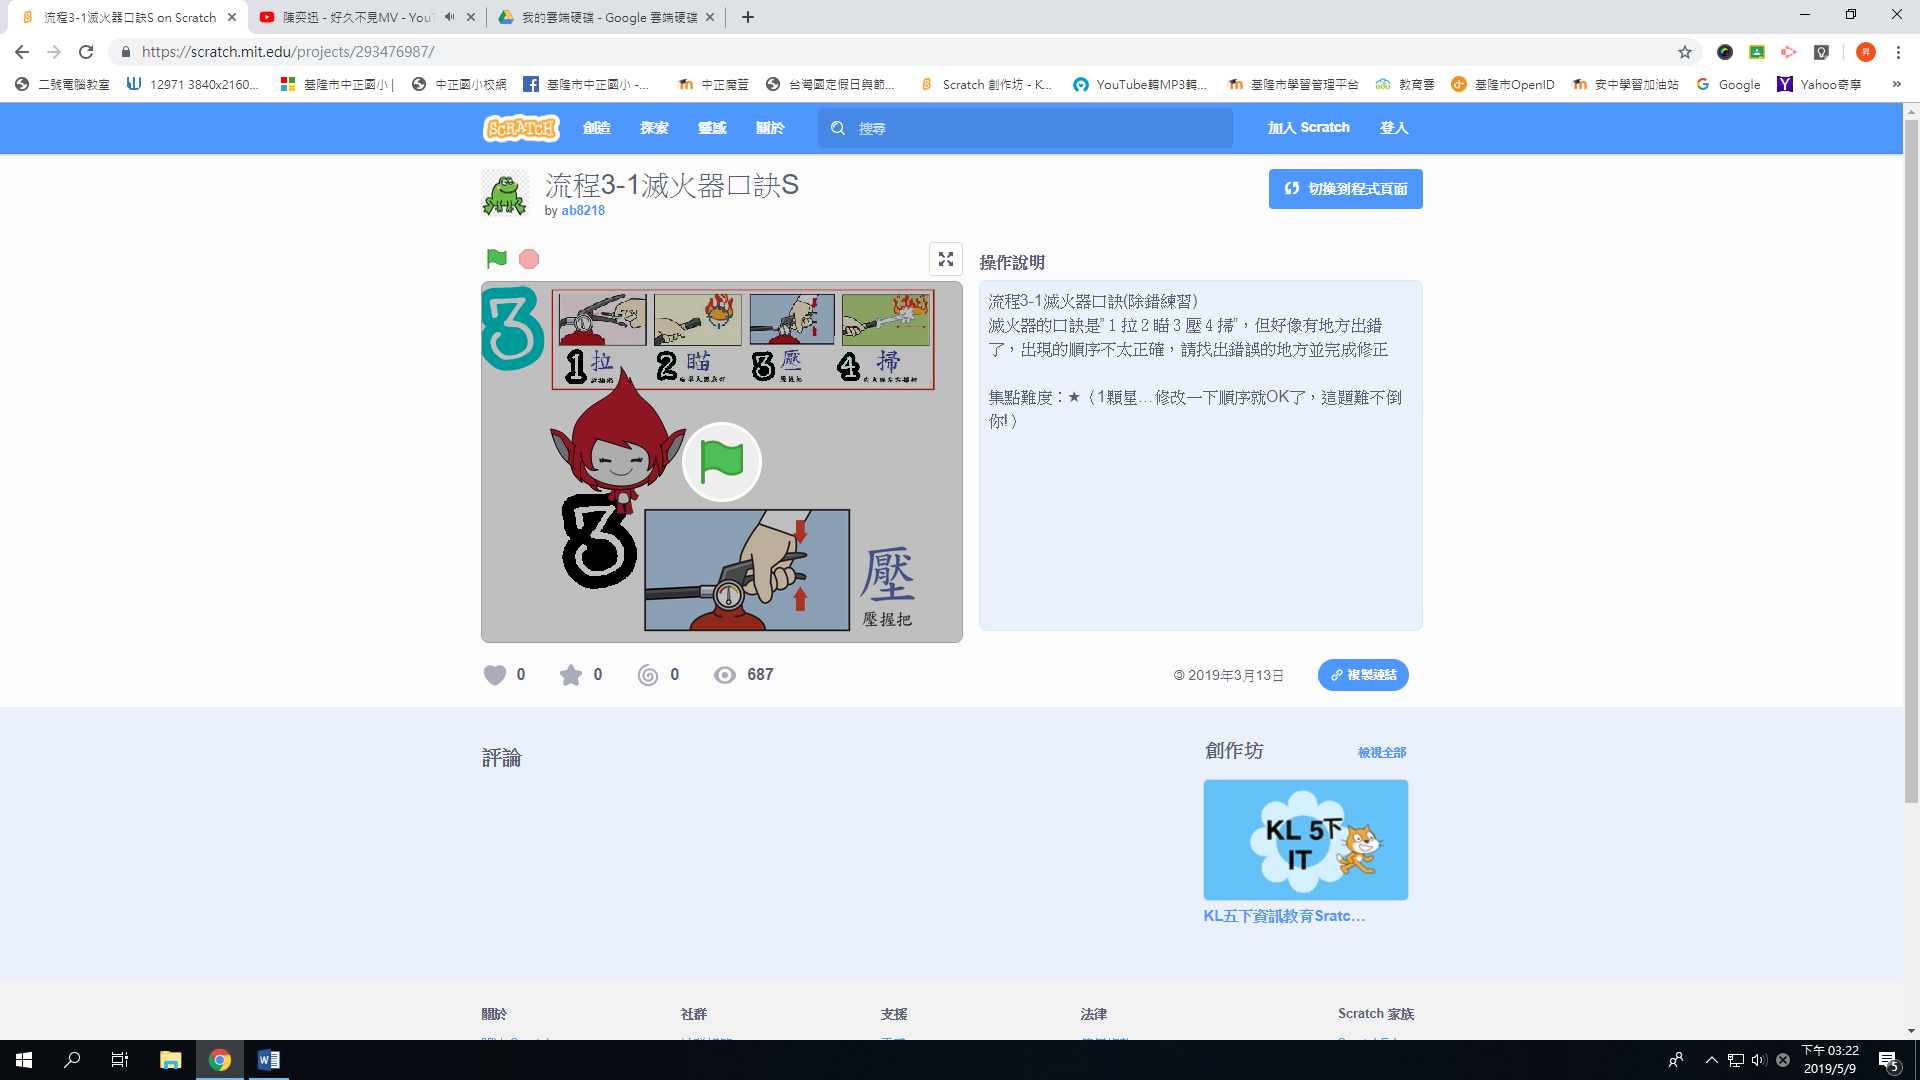 流程3-1滅火器口訣S on Scratch
陳奕迅 - 好久不見MV - YouT
我的雲端硬碟 - Google 雲端硬碟
https://scratch.mit.edu/projects/293476987/
二號電腦教室
12971 3840x2160...
基隆市中正國小 |
中正國小校網
基隆市中正國小 -...
中正魔荳
台灣國定假日與節...
Scratch 創作坊 - K...
YouTube轉MP3轉...
基隆市學習管理平台
教育雲
基隆市OpenID
安中學習加油站
Google
Yahoo奇摩
SCRATCH
創造
探索
靈感
關於
搜尋
加入 Scratch
登入
流程3-1滅火器口訣S
by ab8218
切換到程式頁面
3
1 拉
2 瞄
3 壓
4 掃
3
壓
壓握把
操作說明
流程3-1滅火器口訣(除錯練習)
滅火器的口訣是" 1 拉 2 瞄 3 壓 4 掃"，但好像有地方出錯
了，出現的順序不太正確，請找出錯誤的地方並完成修正
集點難度：★（1顆星…修改一下順序就OK了，這題難不倒
你!）
0
0
0
687
© 2019年3月13日
複製連結
評論
創作坊
檢視全部
KL 5下
IT
KL五下資訊教育Sratc…
關於
社群
支援
法律
Scratch 家族
下午 03:22
2019/5/9
5